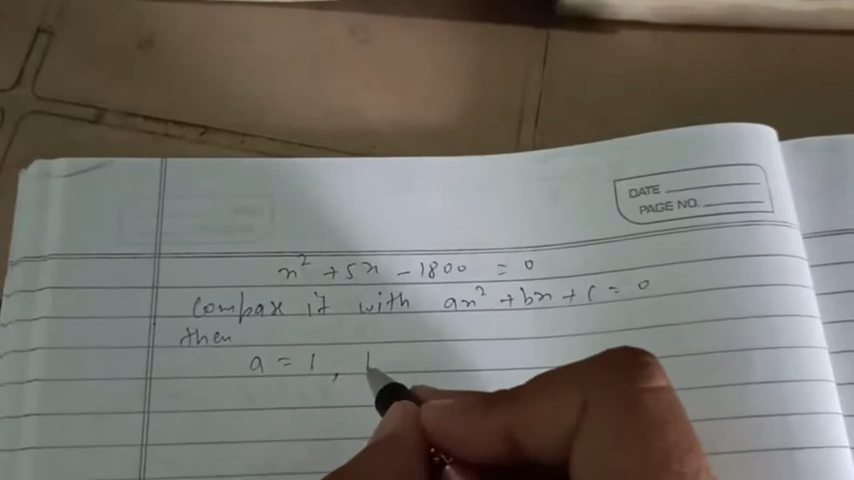 DATE
PAGE NO.
x² + 5x - 1800 = 0
Compare it with ax² + bx + c = 0
then
a = 1,